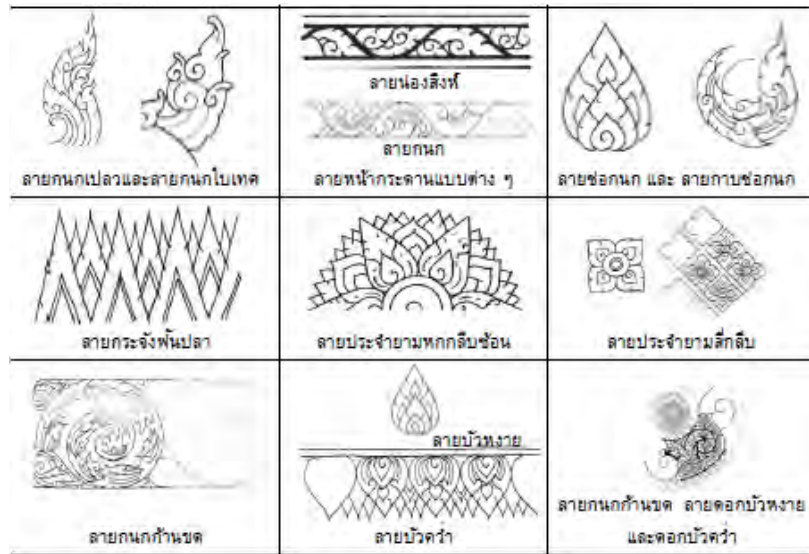 ลายกนกเปลวและลายกนกใบเทศ
ลายน่องสิงห์
ลายกนก
ลายหน้ากระดานแบบต่าง ๆ
ลายช่อกนก และ ลายกาบช่อกนก
ลายกระจังฟันปลา
ลายประจำยามหกกลีบซ้อน
ลายประจำยามสี่กลีบ
ลายกนกก้านขด
ลายบัวหงาย
ลายบัวคว่ำ
ลายกนกก้านขด ลายดอกบัวหงาย
และดอกบัวคว่ำ